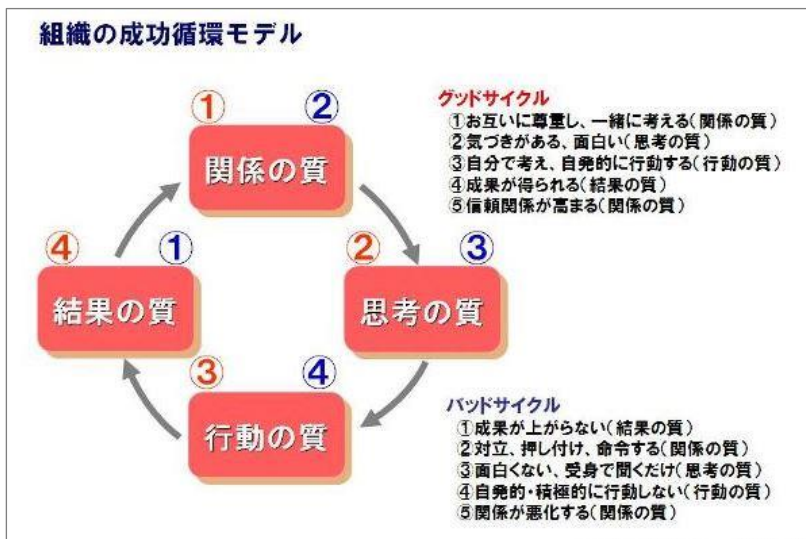 組織の成功循環モデル
① ②
関係の質
グッドサイクル
①お互いに尊重し、一緒に考える(関係の質)
②気づきがある、面白い(思考の質)
③自分で考え、自発的に行動する(行動の質)
④成果が得られる(結果の質)
⑤信頼関係が高まる(関係の質)
④ ①
結果の質
② ③
思考の質
③ ④
行動の質
バッドサイクル
①成果が上がらない(結果の質)
②対立、押し付け、命令する(関係の質)
③面白くない、受身で聞くだけ(思考の質)
④自発的・積極的に行動しない(行動の質)
⑤関係が悪化する(関係の質)